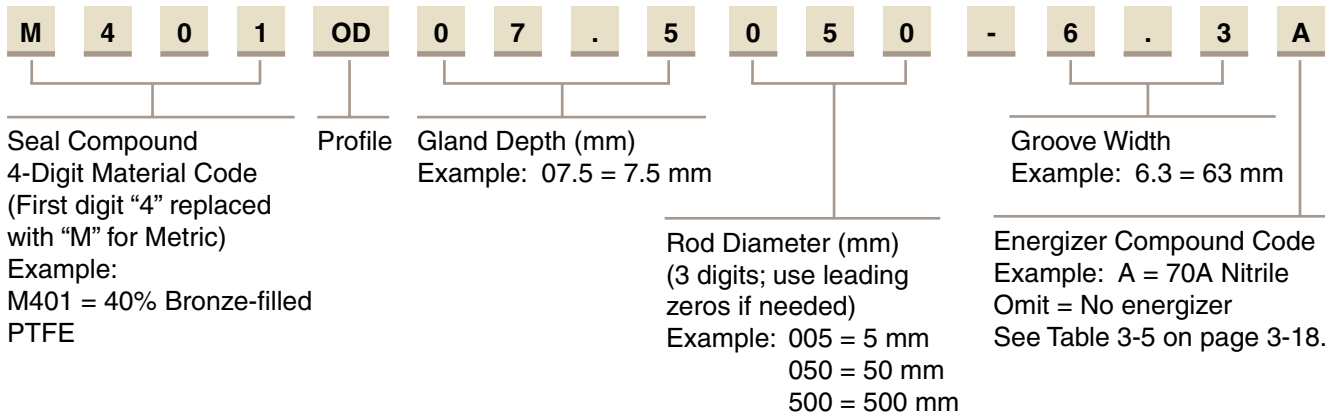 M 4 0 1 OD 0 7 . 5 0 5 0 - 6 . 3 A
Seal Compound
4-Digit Material Code
(First digit “4” replaced
with “M” for Metric)
Example:
M401 = 40% Bronze-filled
PTFE
Profile
Gland Depth (mm)
Example: 07.5 = 7.5 mm
Rod Diameter (mm)
(3 digits; use leading
zeros if needed)
Example: 005 = 5 mm
050 = 50 mm
500 = 500 mm
Groove Width
Example: 6.3 = 63 mm
Energizer Compound Code
Example: A = 70A Nitrile
Omit = No energizer
See Table 3-5 on page 3-18.